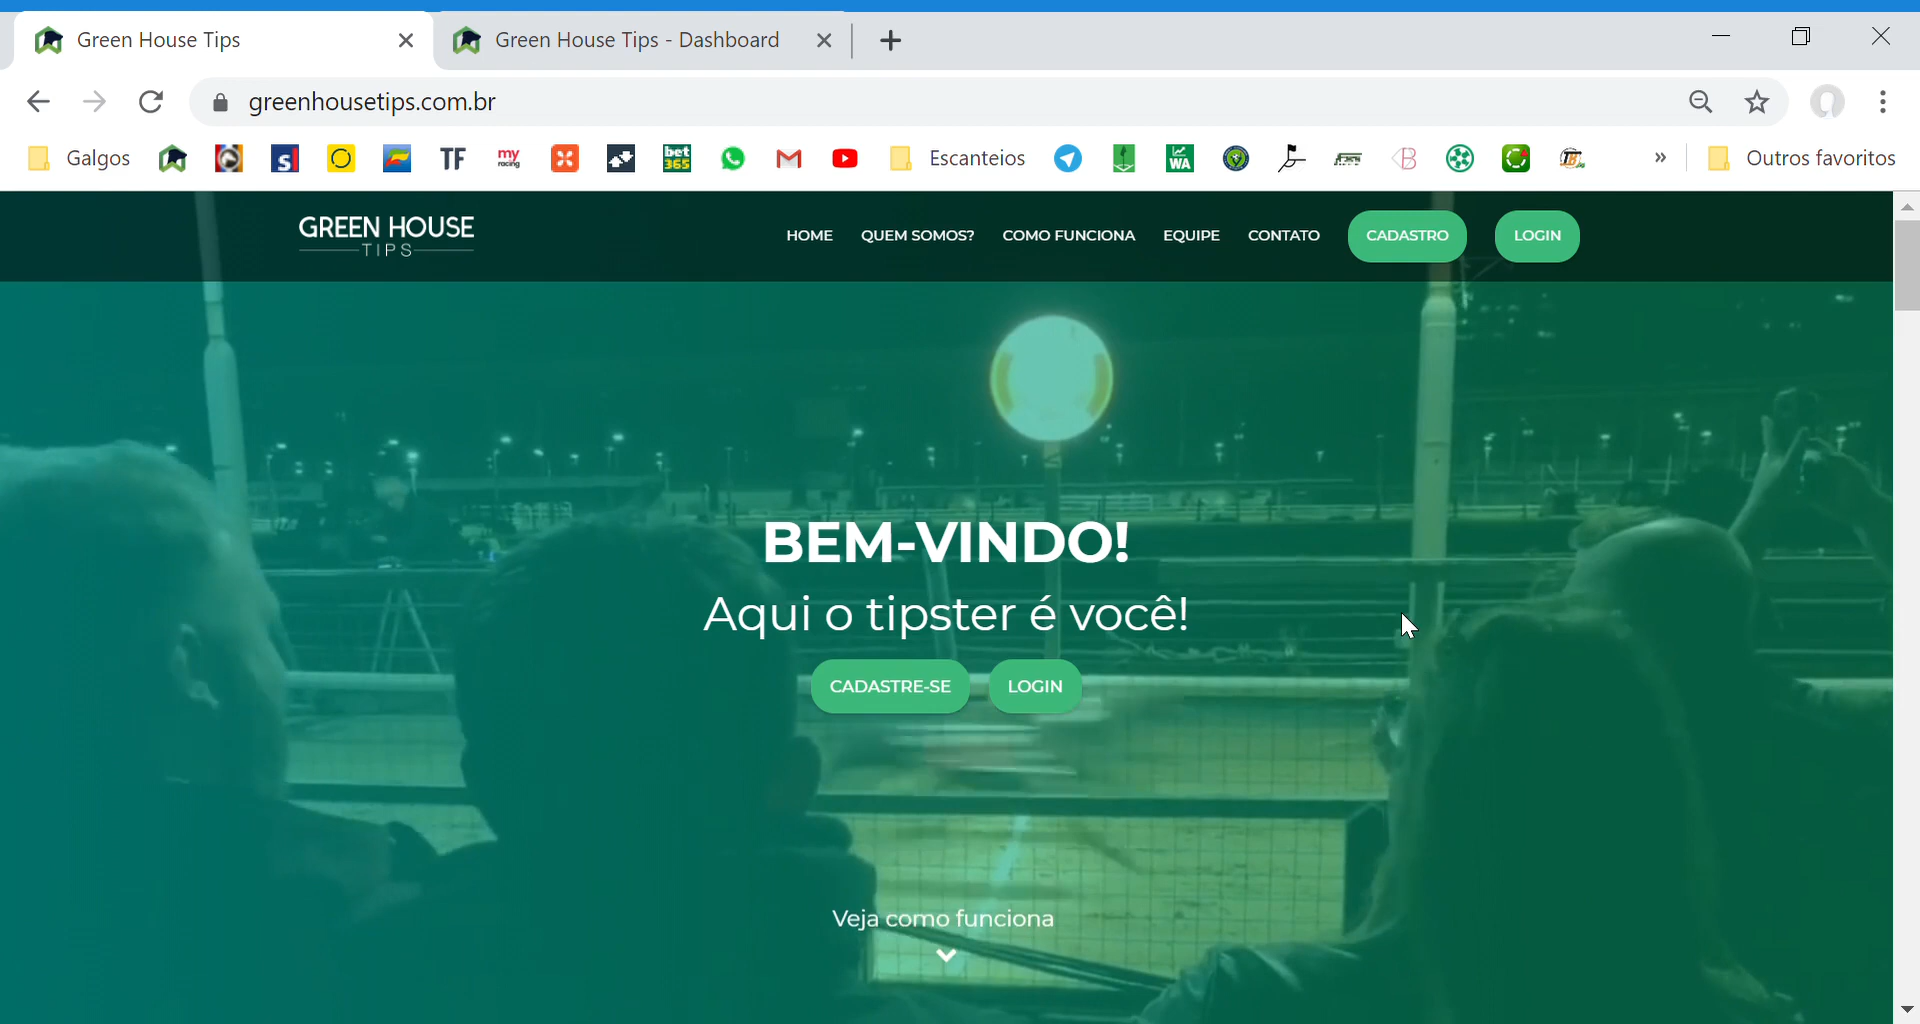 Green House Tips
Green House Tips - Dashboard
greenhousetips.com.br
Galgos
TF
my racing
bet365
Escanteios
WA
»
Outros favoritos
GREEN HOUSE
TIPS
HOME QUEM SOMOS? COMO FUNCIONA EQUIPE CONTATO CADASTRO LOGIN
BEM-VINDO!
Aqui o tipster é você!
CADASTRE-SE LOGIN
Veja como funciona